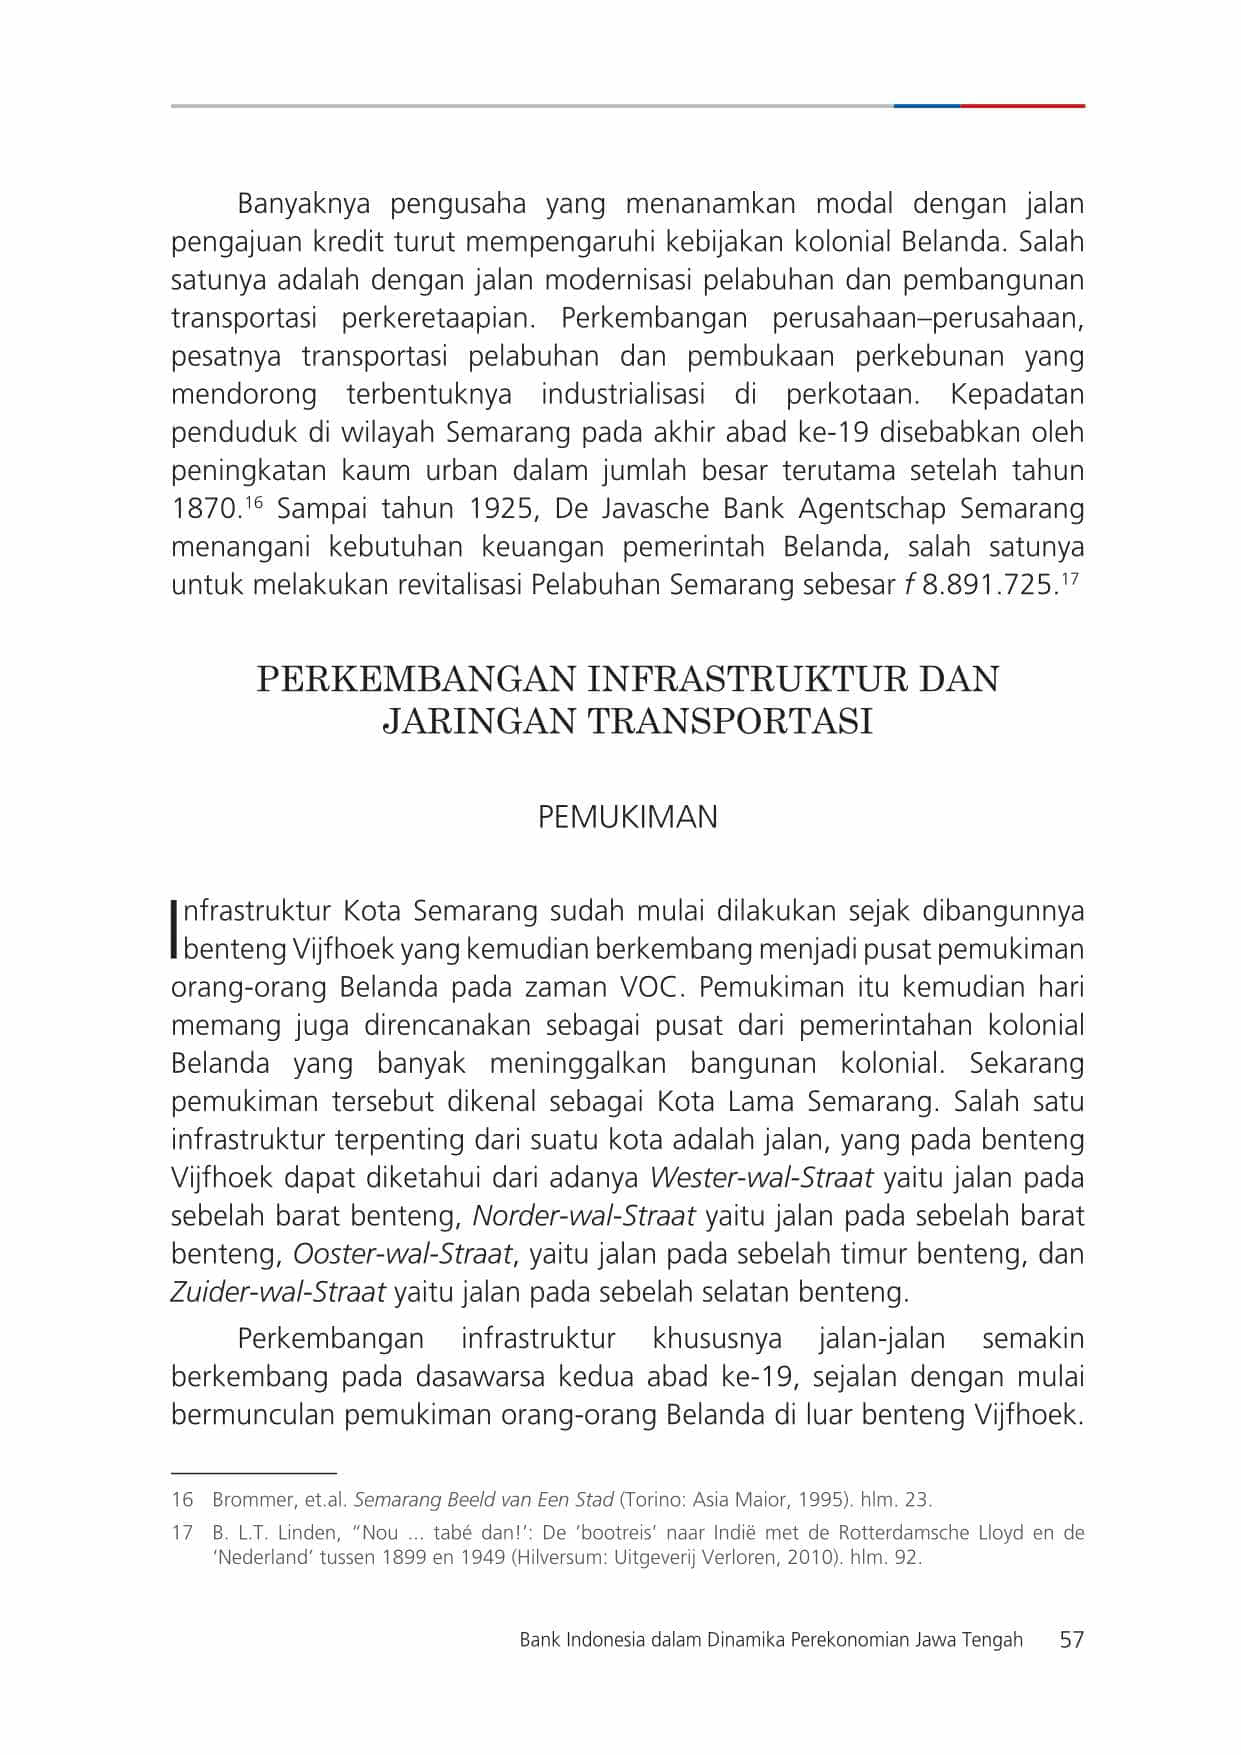 Banyaknya pengusaha yang menanamkan modal dengan jalan
pengajuan kredit turut mempengaruhi kebijakan kolonial Belanda. Salah
satunya adalah dengan jalan modernisasi pelabuhan dan pembangunan
transportasi perkeretaapian. Perkembangan perusahaan–perusahaan,
pesatnya transportasi pelabuhan dan pembukaan perkebunan yang
mendorong terbentuknya industrialisasi di perkotaan. Kepadatan
penduduk di wilayah Semarang pada akhir abad ke-19 disebabkan oleh
peningkatan kaum urban dalam jumlah besar terutama setelah tahun
1870.16 Sampai tahun 1925, De Javasche Bank Agentschap Semarang
menangani kebutuhan keuangan pemerintah Belanda, salah satunya
untuk melakukan revitalisasi Pelabuhan Semarang sebesar f 8.891.725.17
PERKEMBANGAN INFRASTRUKTUR DAN
JARINGAN TRANSPORTASI
PEMUKIMAN
Infrastruktur Kota Semarang sudah mulai dilakukan sejak dibangunnya
benteng Vijfhoek yang kemudian berkembang menjadi pusat pemukiman
orang-orang Belanda pada zaman VOC. Pemukiman itu kemudian hari
memang juga direncanakan sebagai pusat dari pemerintahan kolonial
Belanda yang banyak meninggalkan bangunan kolonial. Sekarang
pemukiman tersebut dikenal sebagai Kota Lama Semarang. Salah satu
infrastruktur terpenting dari suatu kota adalah jalan, yang pada benteng
Vijfhoek dapat diketahui dari adanya Wester-wal-Straat yaitu jalan pada
sebelah barat benteng, Norder-wal-Straat yaitu jalan pada sebelah barat
benteng, Ooster-wal-Straat, yaitu jalan pada sebelah timur benteng, dan
Zuider-wal-Straat yaitu jalan pada sebelah selatan benteng.
Perkembangan infrastruktur khususnya jalan-jalan semakin
berkembang pada dasawarsa kedua abad ke-19, sejalan dengan mulai
bermunculan pemukiman orang-orang Belanda di luar benteng Vijfhoek.
16 Brommer, et.al. Semarang Beeld van Een Stad (Torino: Asia Maior, 1995). hlm. 23.
17 B. L.T. Linden, “Nou ... tabé dan!’: De ‘bootreis’ naar Indië met de Rotterdamsche Lloyd en de
‘Nederland’ tussen 1899 en 1949 (Hilversum: Uitgeverij Verloren, 2010). hlm. 92.
Bank Indonesia dalam Dinamika Perekonomian Jawa Tengah 57